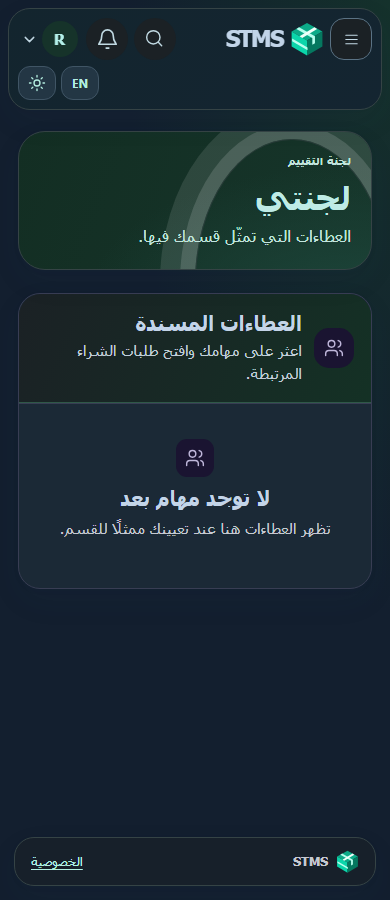 STMS
R
EN
لجنة التقييم
لجنتي
العطاءات التي تمثّل قسمك فيها.
العطاءات المسندة
اعثر على مهامك وافتح طلبات الشراء
المرتبطة.
لا توجد مهام بعد
تظهر العطاءات هنا عند تعيينك ممثلًا للقسم.
STMS
الخصوصية